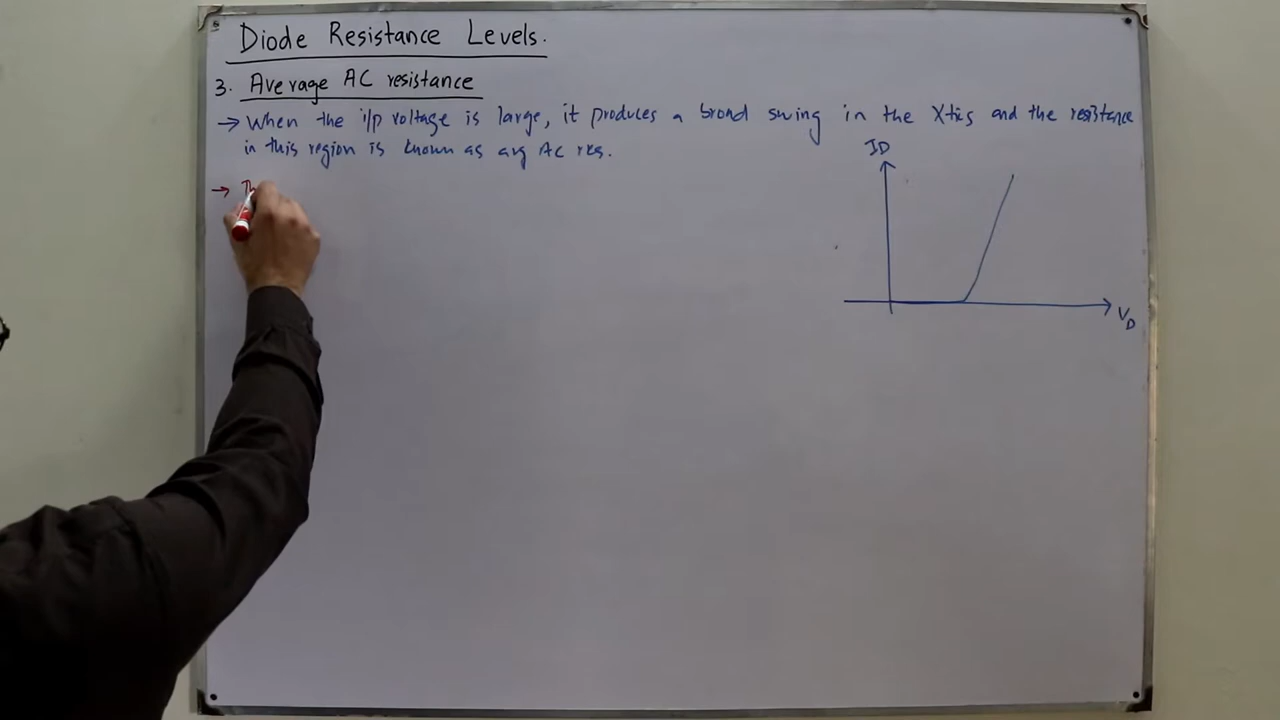 Diode Resistance Levels.
3. Average AC resistance
→ When the i/p voltage is large, it produces a broad swing in the Xtics and the resistance
in this region is known as avg AC res.
ID
→
VD